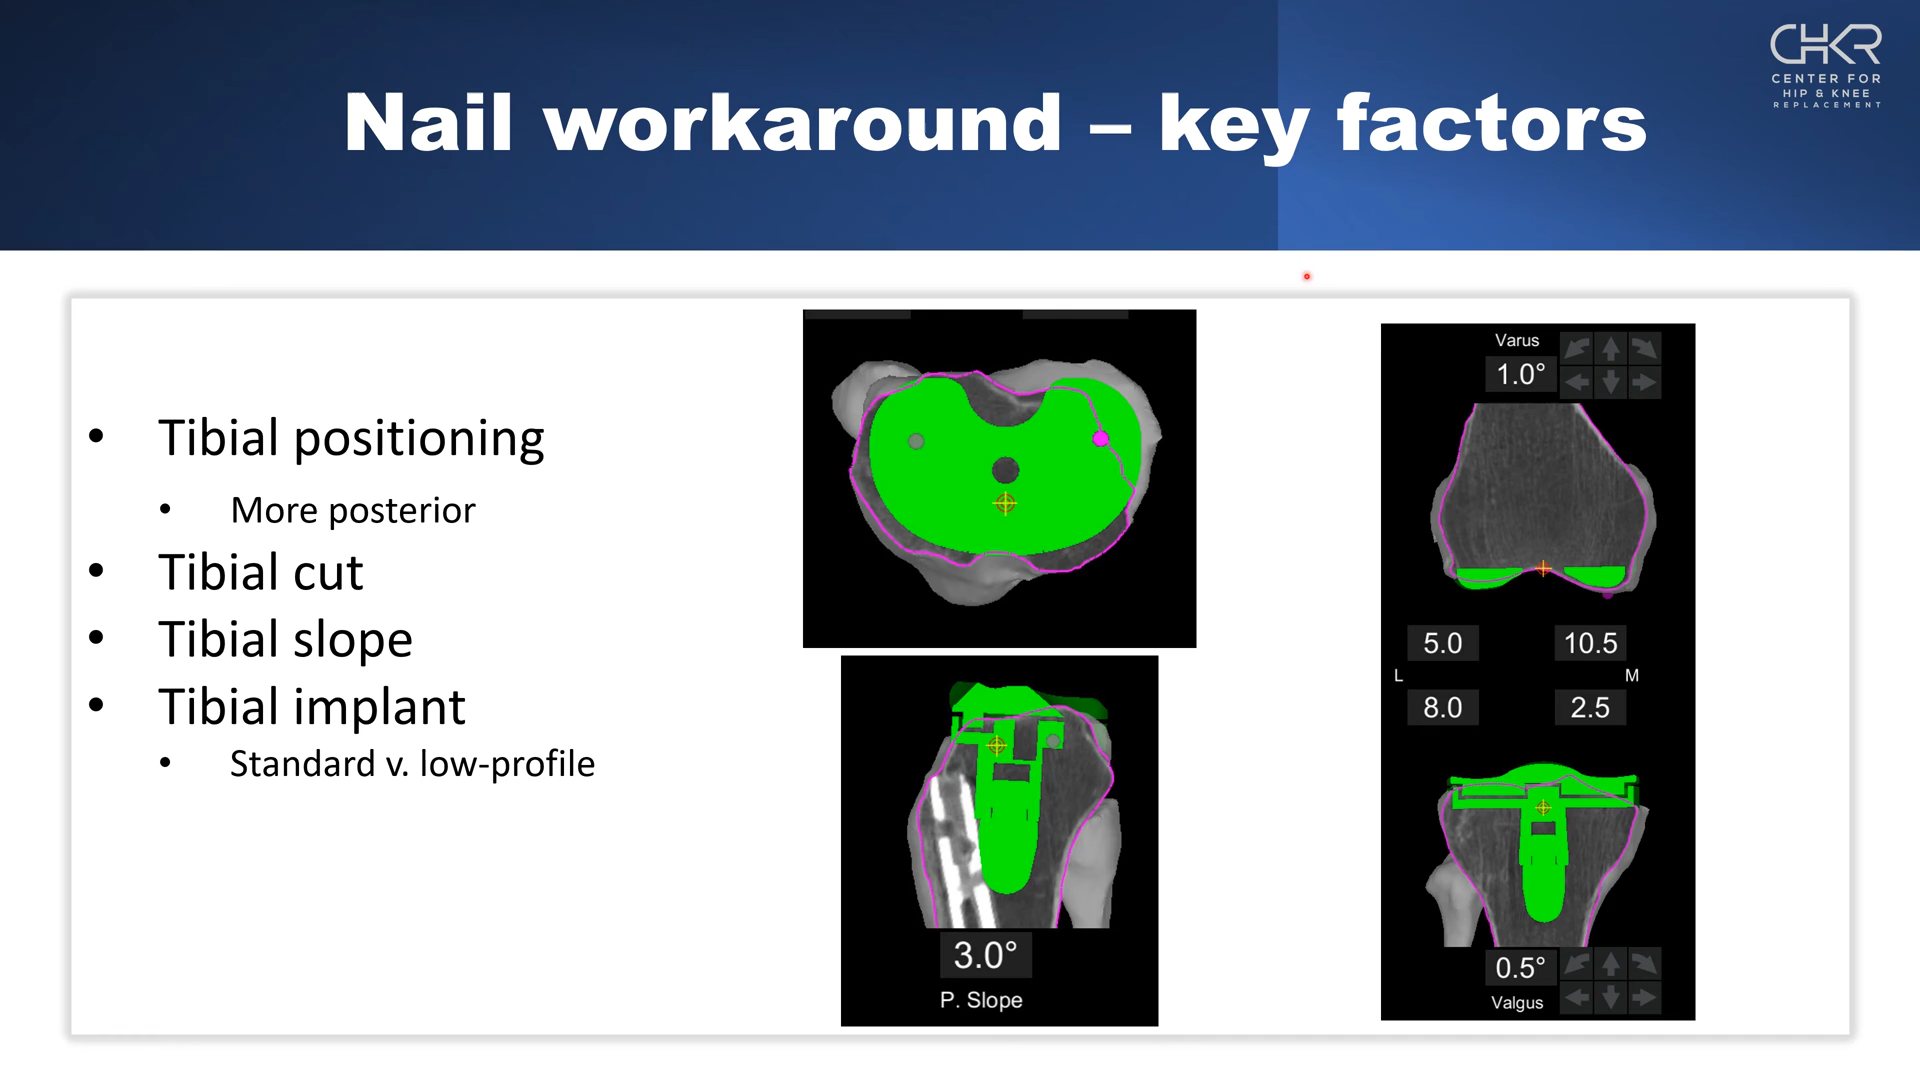 CHKR
CENTER FOR
HIP & KNEE
REPLACEMENT
Nail workaround – key factors
• Tibial positioning
• More posterior
• Tibial cut
• Tibial slope
• Tibial implant
• Standard v. low-profile
3.0°
P. Slope
Varus
1.0°
5.0 10.5
L M
8.0 2.5
0.5°
Valgus